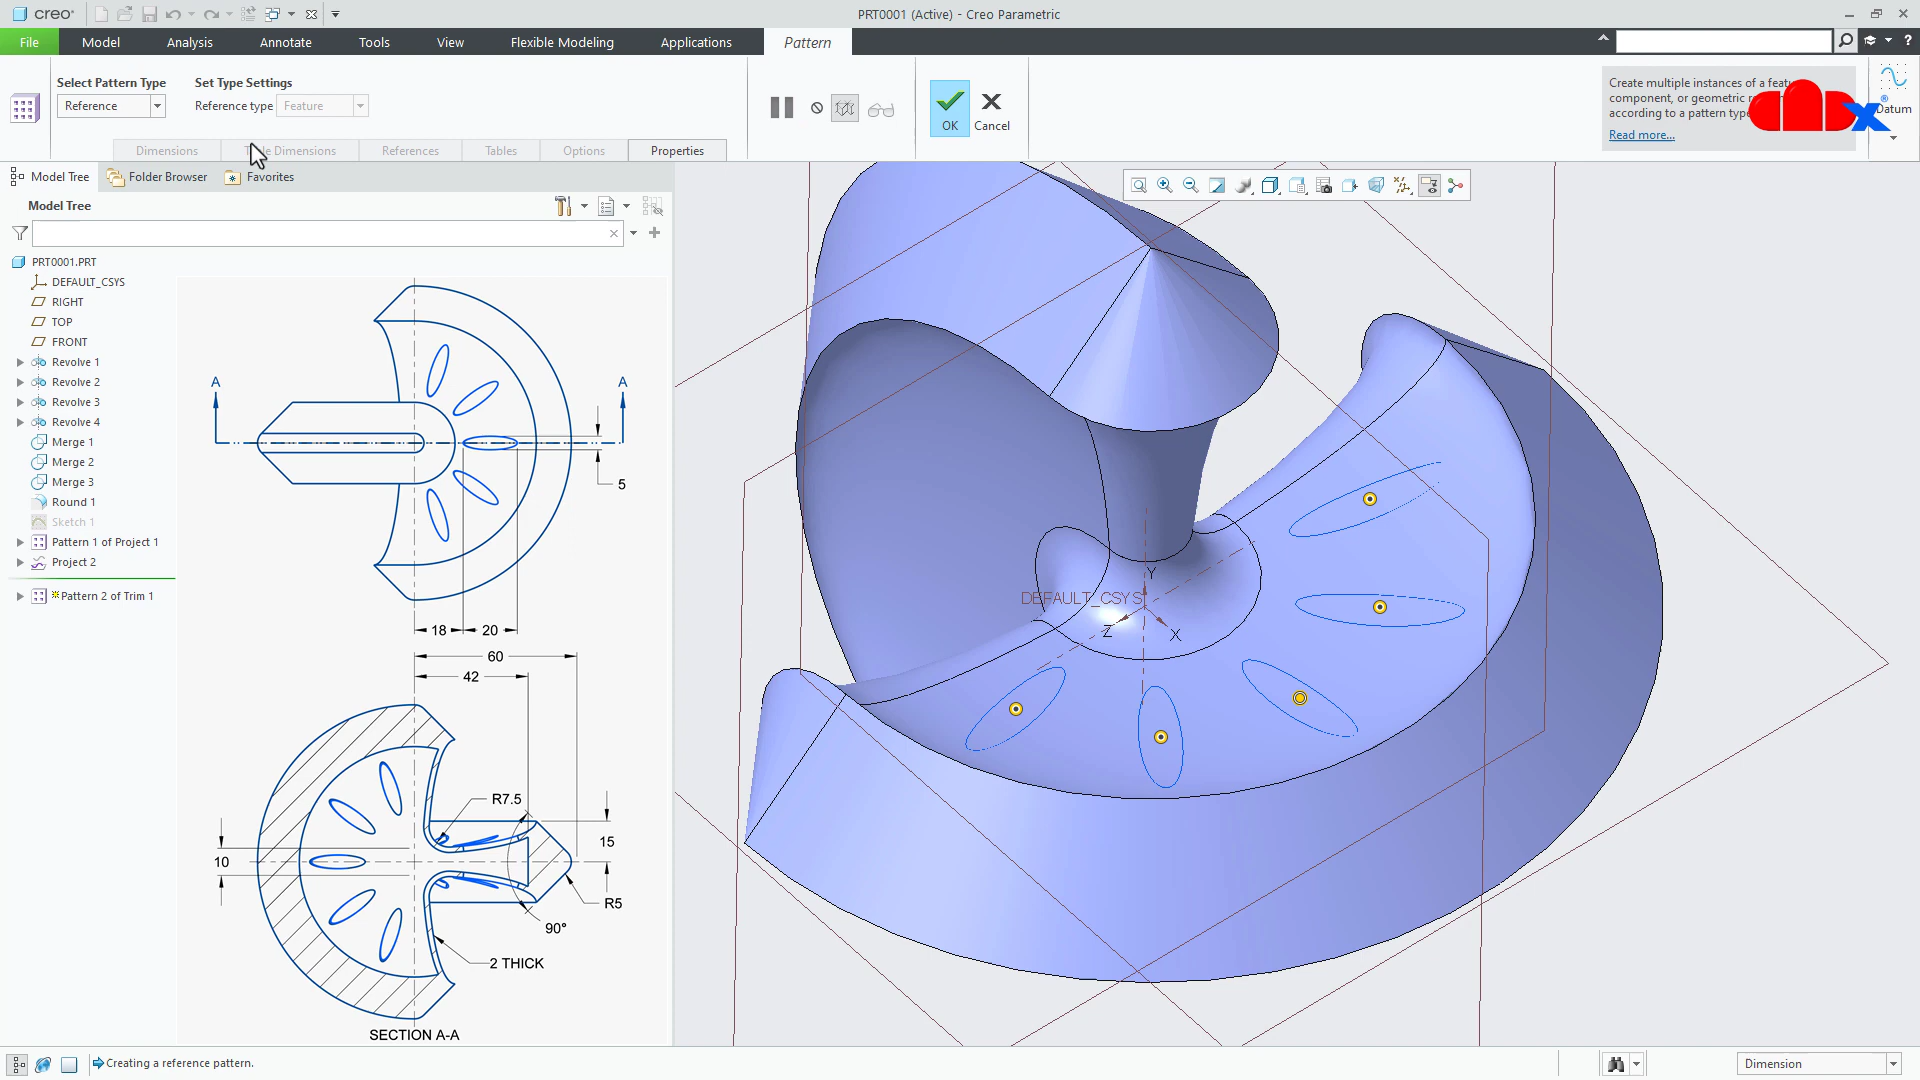 creo
PRT0001 (Active) - Creo Parametric
File
Model
Analysis
Annotate
Tools
View
Flexible Modeling
Applications
Pattern
Select Pattern Type
Set Type Settings
Reference
Reference type
Feature
OK
Cancel
Create multiple instances of a
component, or geometric
according to a pattern type
Read more...
Datum
Dimensions
Dimensions
References
Tables
Options
Properties
Model Tree
Folder Browser
Favorites
Model Tree
PRT0001.PRT
DEFAULT_CSYS
RIGHT
TOP
FRONT
Revolve 1
Revolve 2
Revolve 3
Revolve 4
Merge 1
Merge 2
Merge 3
Round 1
Sketch 1
Pattern 1 of Project 1
Project 2
Pattern 2 of Trim 1
A
A
5
18
20
60
42
R7.5
15
10
R5
90°
2 THICK
SECTION A-A
Y
DEFAULT_CSYS
Z
X
Creating a reference pattern.
Dimension